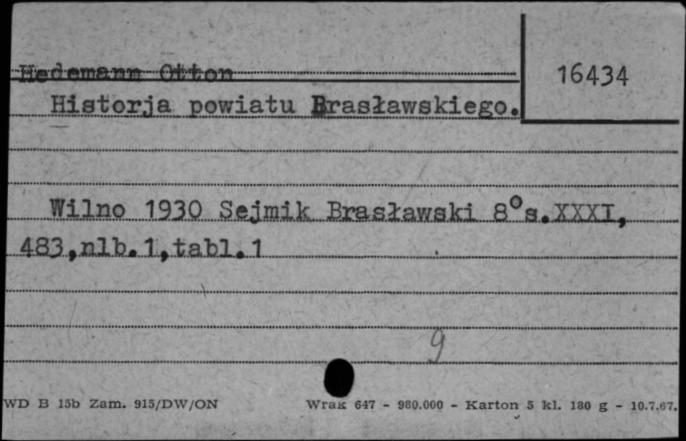 Hedemann Otton
16434
Historja powiatu Brasławskiego.
Wilno 1930 Sejmik Brasławski 8° s.XXXI,
483,nlb.1,tabl.1
9
WD B 15b Zam. 915/DW/ON Wrak 647 - 980.000 - Karton 5 kl. 180 g - 10.7.67.